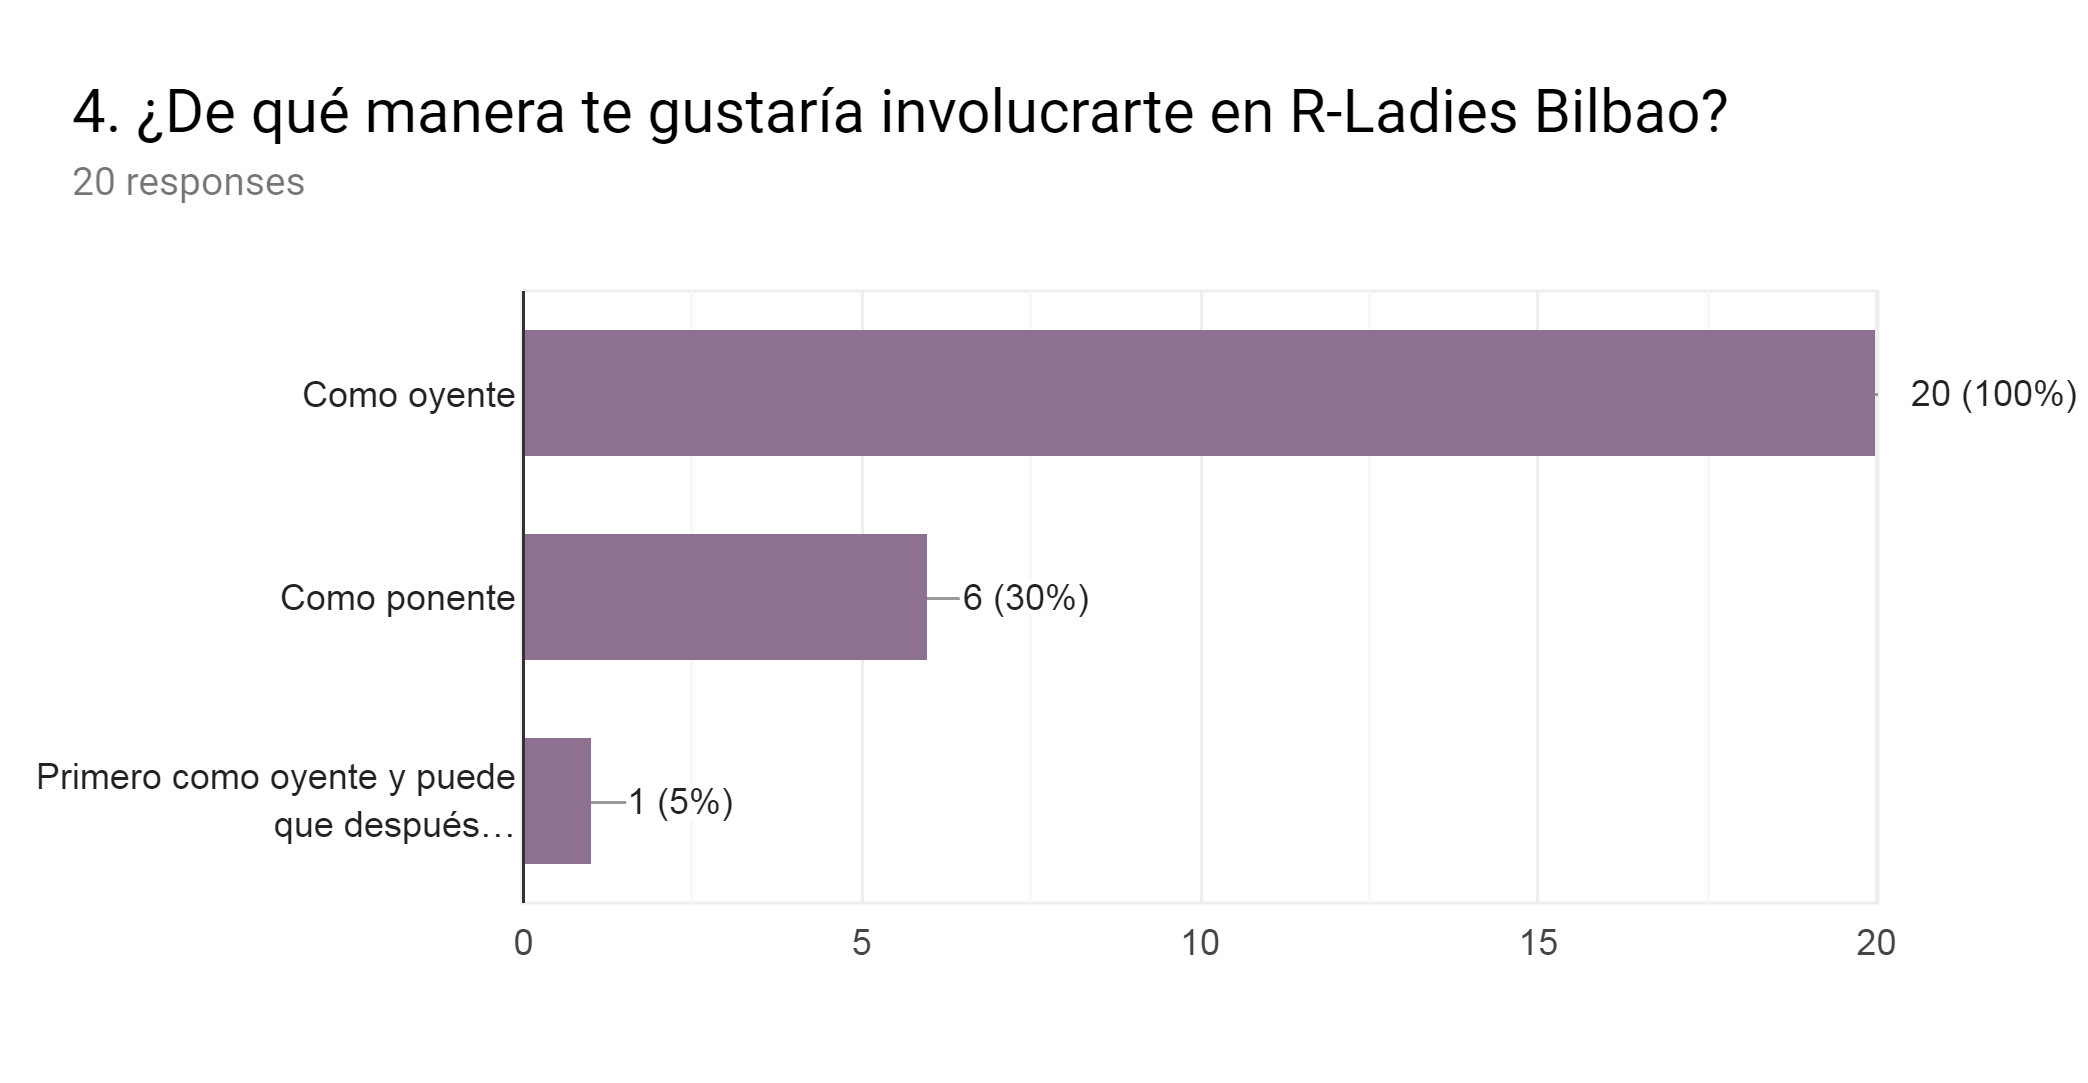 4. ¿De qué manera te gustaría involucrarte en R-Ladies Bilbao?
20 responses
Como oyente
20 (100%)
Como ponente
6 (30%)
Primero como oyente y puede
que después…
1 (5%)
0 5 10 15 20